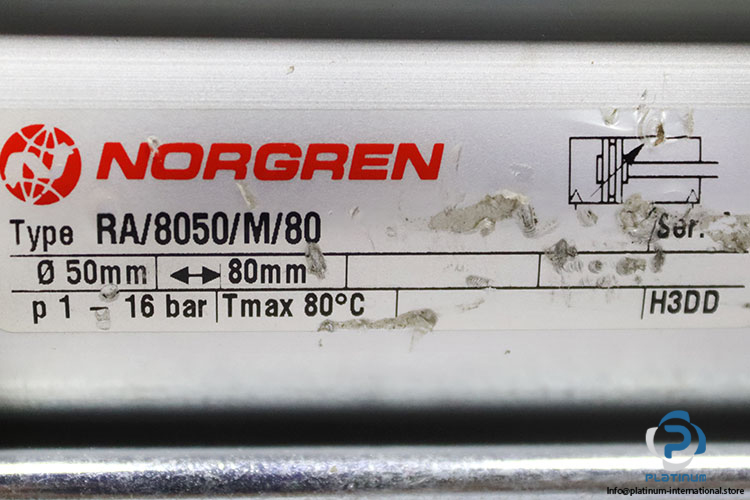 NORGREN
Type RA/8050/M/80 Ser.
Ø 50mm ↔ 80mm
p 1 – 16 bar Tmax 80°C H3DD
PLATINUM
info@platinum-international.store